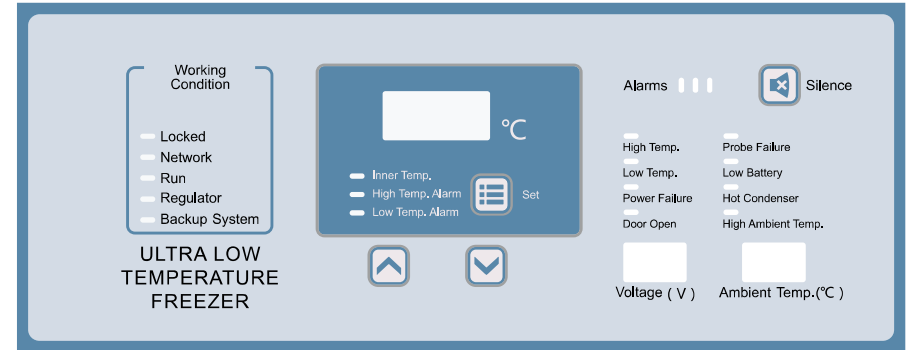 Working
Condition
Locked
Network
Run
Regulator
Backup System
ULTRA LOW
TEMPERATURE
FREEZER
℃
Inner Temp.
High Temp. Alarm
Low Temp. Alarm
Set
Alarms
Silence
High Temp.
Probe Failure
Low Temp.
Low Battery
Power Failure
Hot Condenser
Door Open
High Ambient Temp.
Voltage ( V )
Ambient Temp.(℃ )